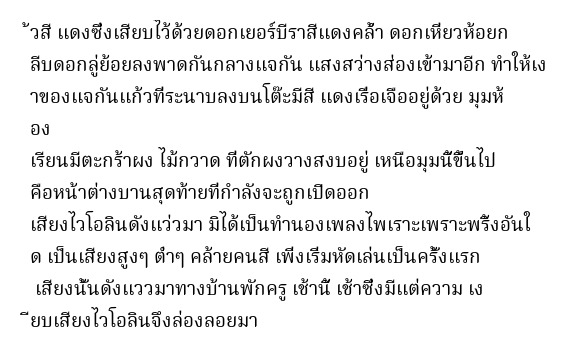 ้วสี แดงซึ่งเสียบไว้ด้วยดอกเยอร์บีราสีแดงคล้ำ ดอกเหียวห้อยก
ลีบดอกลู่ย้อยลงพาดกันกลางแจกัน แสงสว่างส่องเข้ามาอีก ทำให้เง
าของแจกันแก้วทีระนาบลงบนโต๊ะมีสี แดงเรือเจืออยู่ด้วย มุมห้
อง
เรียนมีตะกร้าผง ไม้กวาด ทีตักผงวางสงบอยู่ เหนือมุมนี้ขึ้นไป
คือหน้าต่างบานสุดท้ายทีกำลังจะถูกเปิดออก
เสียงไวโอลินดังแว่วมา มิได้เป็นทำนองเพลงไพเราะเพราะพริ้งอันใ
ด เป็นเสียงสูงๆ ตำๆ คล้ายคนสี เพิงเริมหัดเล่นเป็นครั้งแรก
เสียงนั้นดังแววมาทางบ้านพักครู เช้านี้ เช้าซึ่งมีแต่ความ เง
ียบเสียงไวโอลินจึงล่องลอยมา